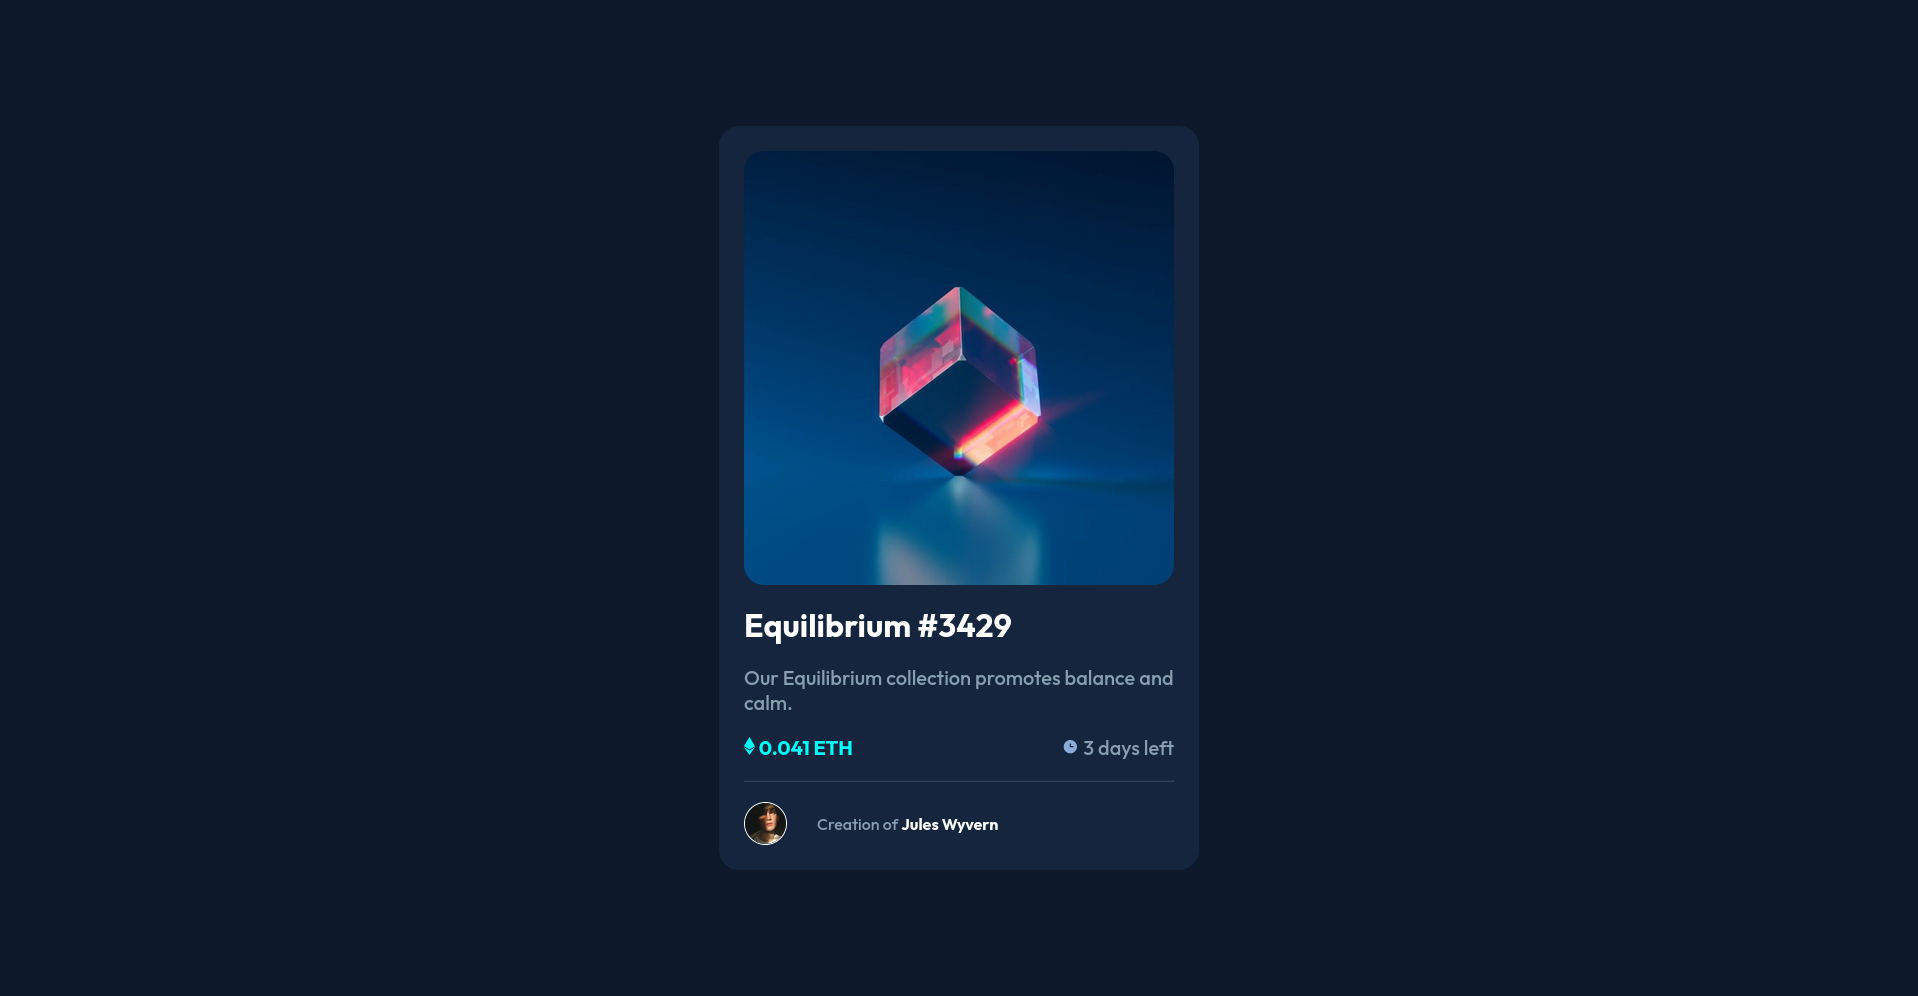 Equilibrium #3429
Our Equilibrium collection promotes balance and
calm.
0.041 ETH
3 days left
Creation of Jules Wyvern